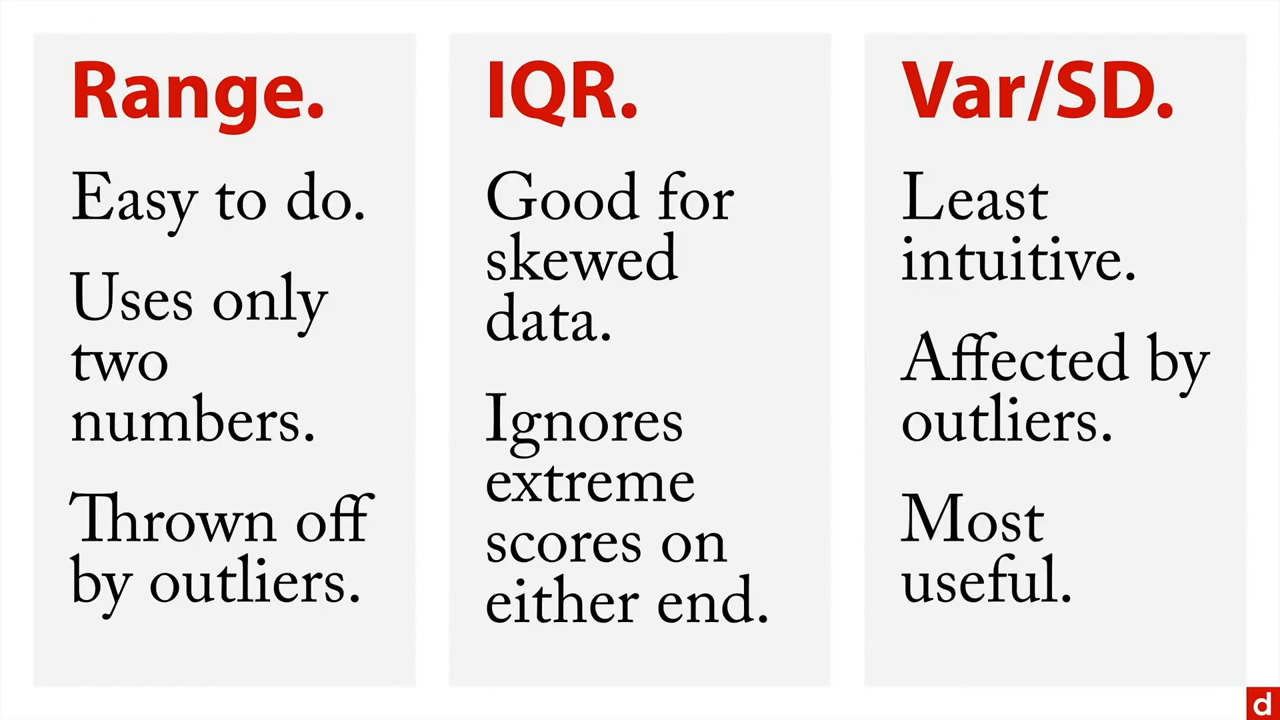 Range.
Easy to do.
Uses only
two
numbers.
Thrown off
by outliers.
IQR.
Good for
skewed
data.
Ignores
extreme
scores on
either end.
Var/SD.
Least
intuitive.
Affected by
outliers.
Most
useful.
d